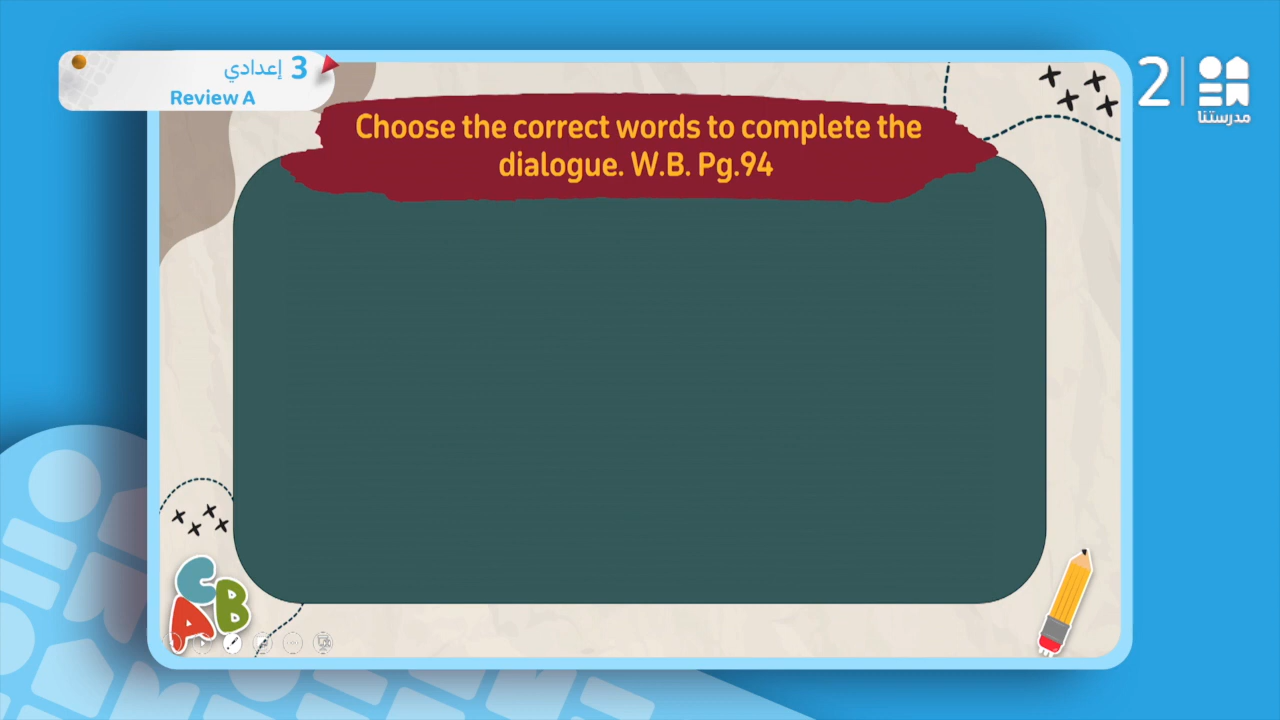 3 إعدادي
Review A
2
مدرستنا
Choose the correct words to complete the
dialogue. W.B. Pg.94
C
A B